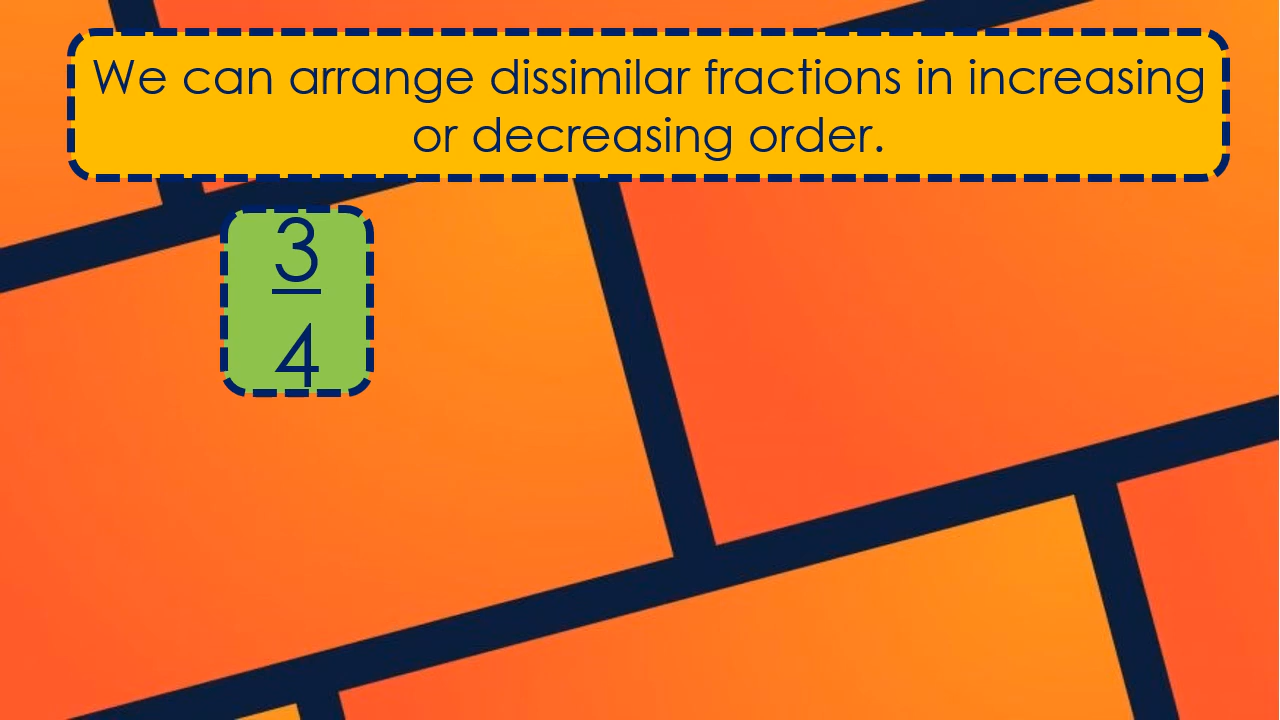 We can arrange dissimilar fractions in increasing
or decreasing order.
3
4